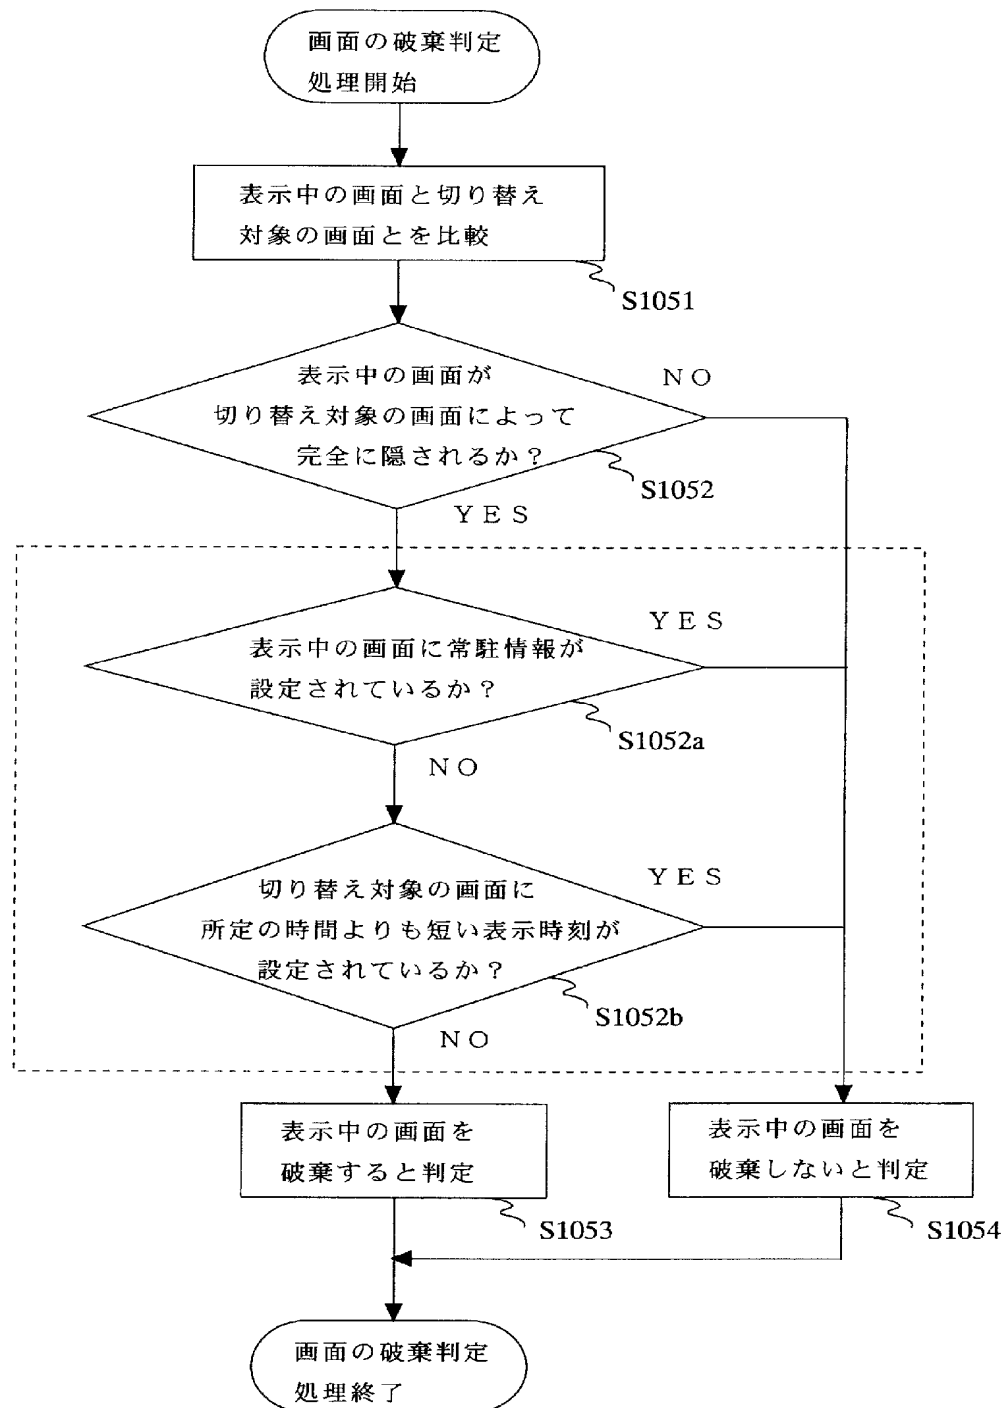 画面の破棄判定
処理開始
表示中の画面と切り替え
対象の画面とを比較
S1051
表示中の画面が
切り替え対象の画面によって
完全に隠されるか？
NO
S1052
YES
表示中の画面に常駐情報が
設定されているか？
YES
S1052a
NO
切り替え対象の画面に
所定の時間よりも短い表示時刻が
設定されているか？
YES
S1052b
NO
表示中の画面を
破棄すると判定
S1053
表示中の画面を
破棄しないと判定
S1054
画面の破棄判定
処理終了